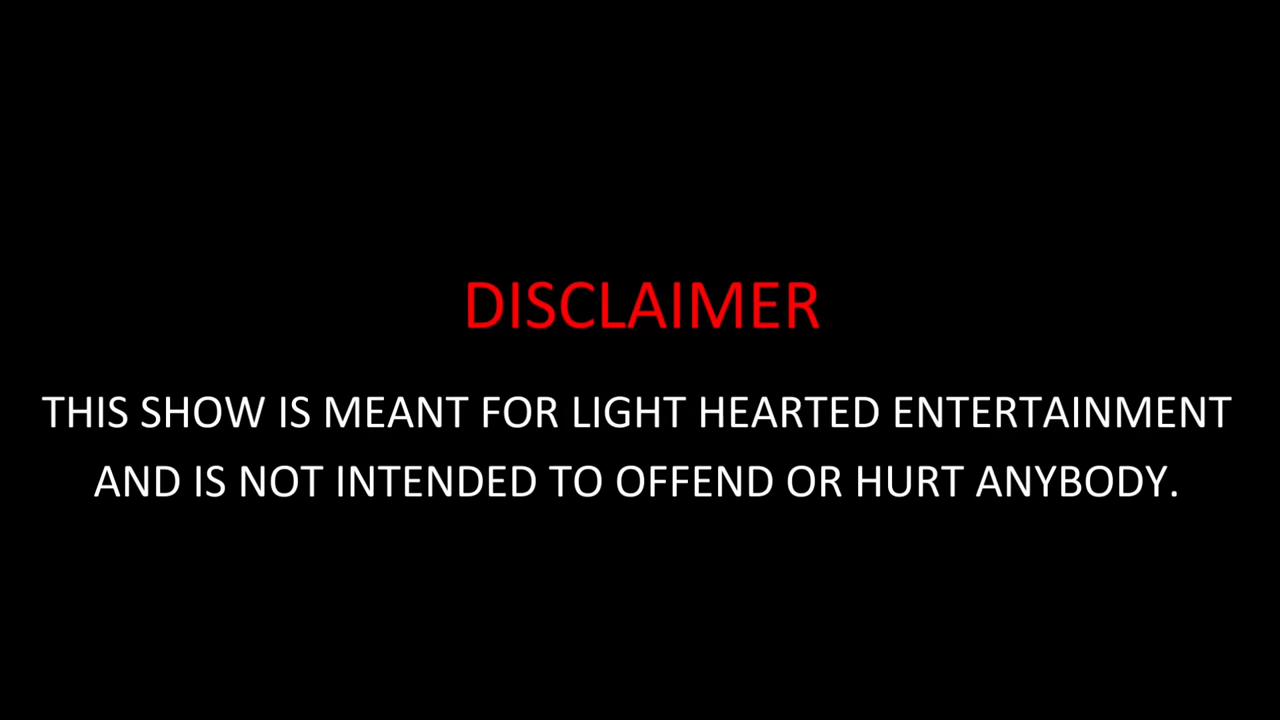 DISCLAIMER
THIS SHOW IS MEANT FOR LIGHT HEARTED ENTERTAINMENT
AND IS NOT INTENDED TO OFFEND OR HURT ANYBODY.